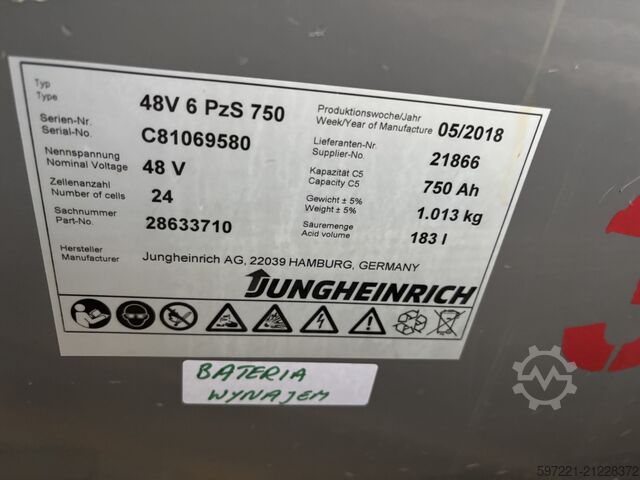 Typ
Type
48V 6 PzS 750
Serien-Nr.
Serial-No.
C81069580
Nennspannung
Nominal Voltage
48 V
Zellenanzahl
Number of cells
24
Sachnummer
Part-No.
28633710
Produktionswoche/Jahr
Week/Year of Manufacture
05/2018
Lieferanten-Nr.
Supplier-No.
21866
Kapazität C5
Capacity C5
750 Ah
Gewicht ± 5%
Weight ± 5%
1.013 kg
Säuremenge
Acid volume
183 l
Hersteller
Manufacturer
Jungheinrich AG, 22039 HAMBURG, GERMANY
JUNGHEINRICH
BATERIA
WYNAJEM
597221-21228372